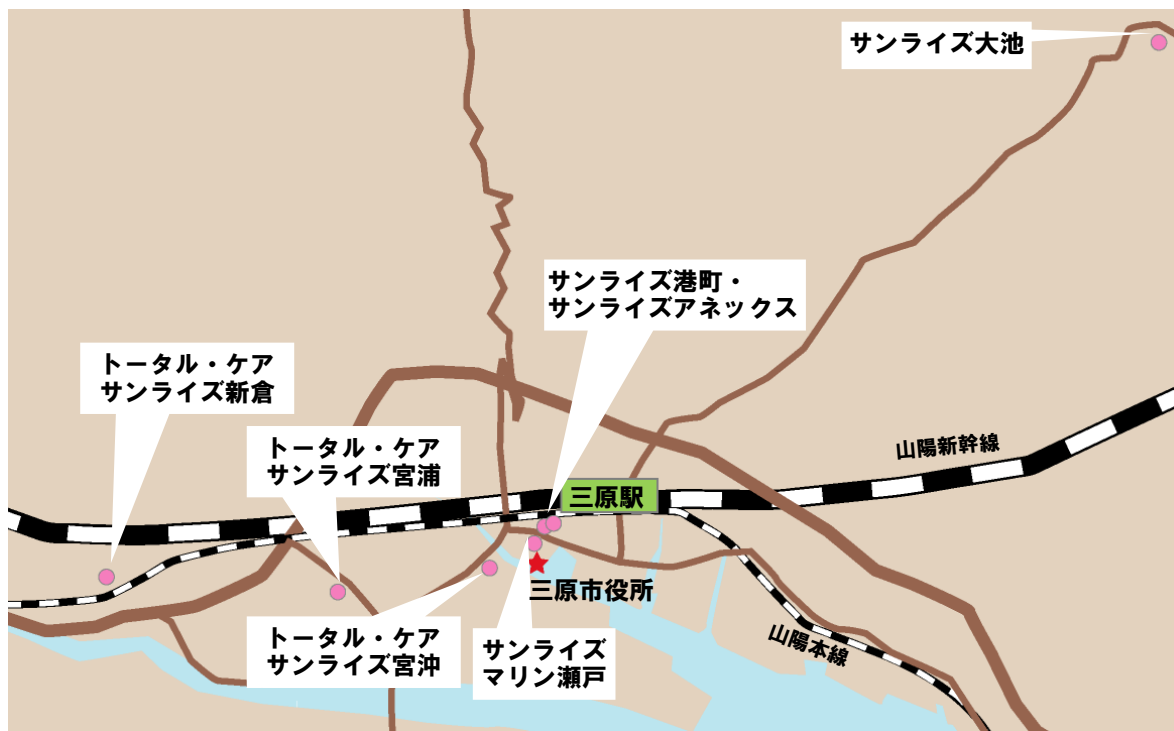 サンライズ大池
サンライズ港町・
サンライズアネックス
トータル・ケア
サンライズ新倉
トータル・ケア
サンライズ宮浦
山陽新幹線
三原駅
三原市役所
トータル・ケア
サンライズ宮沖
サンライズ
マリン瀬戸
山陽本線